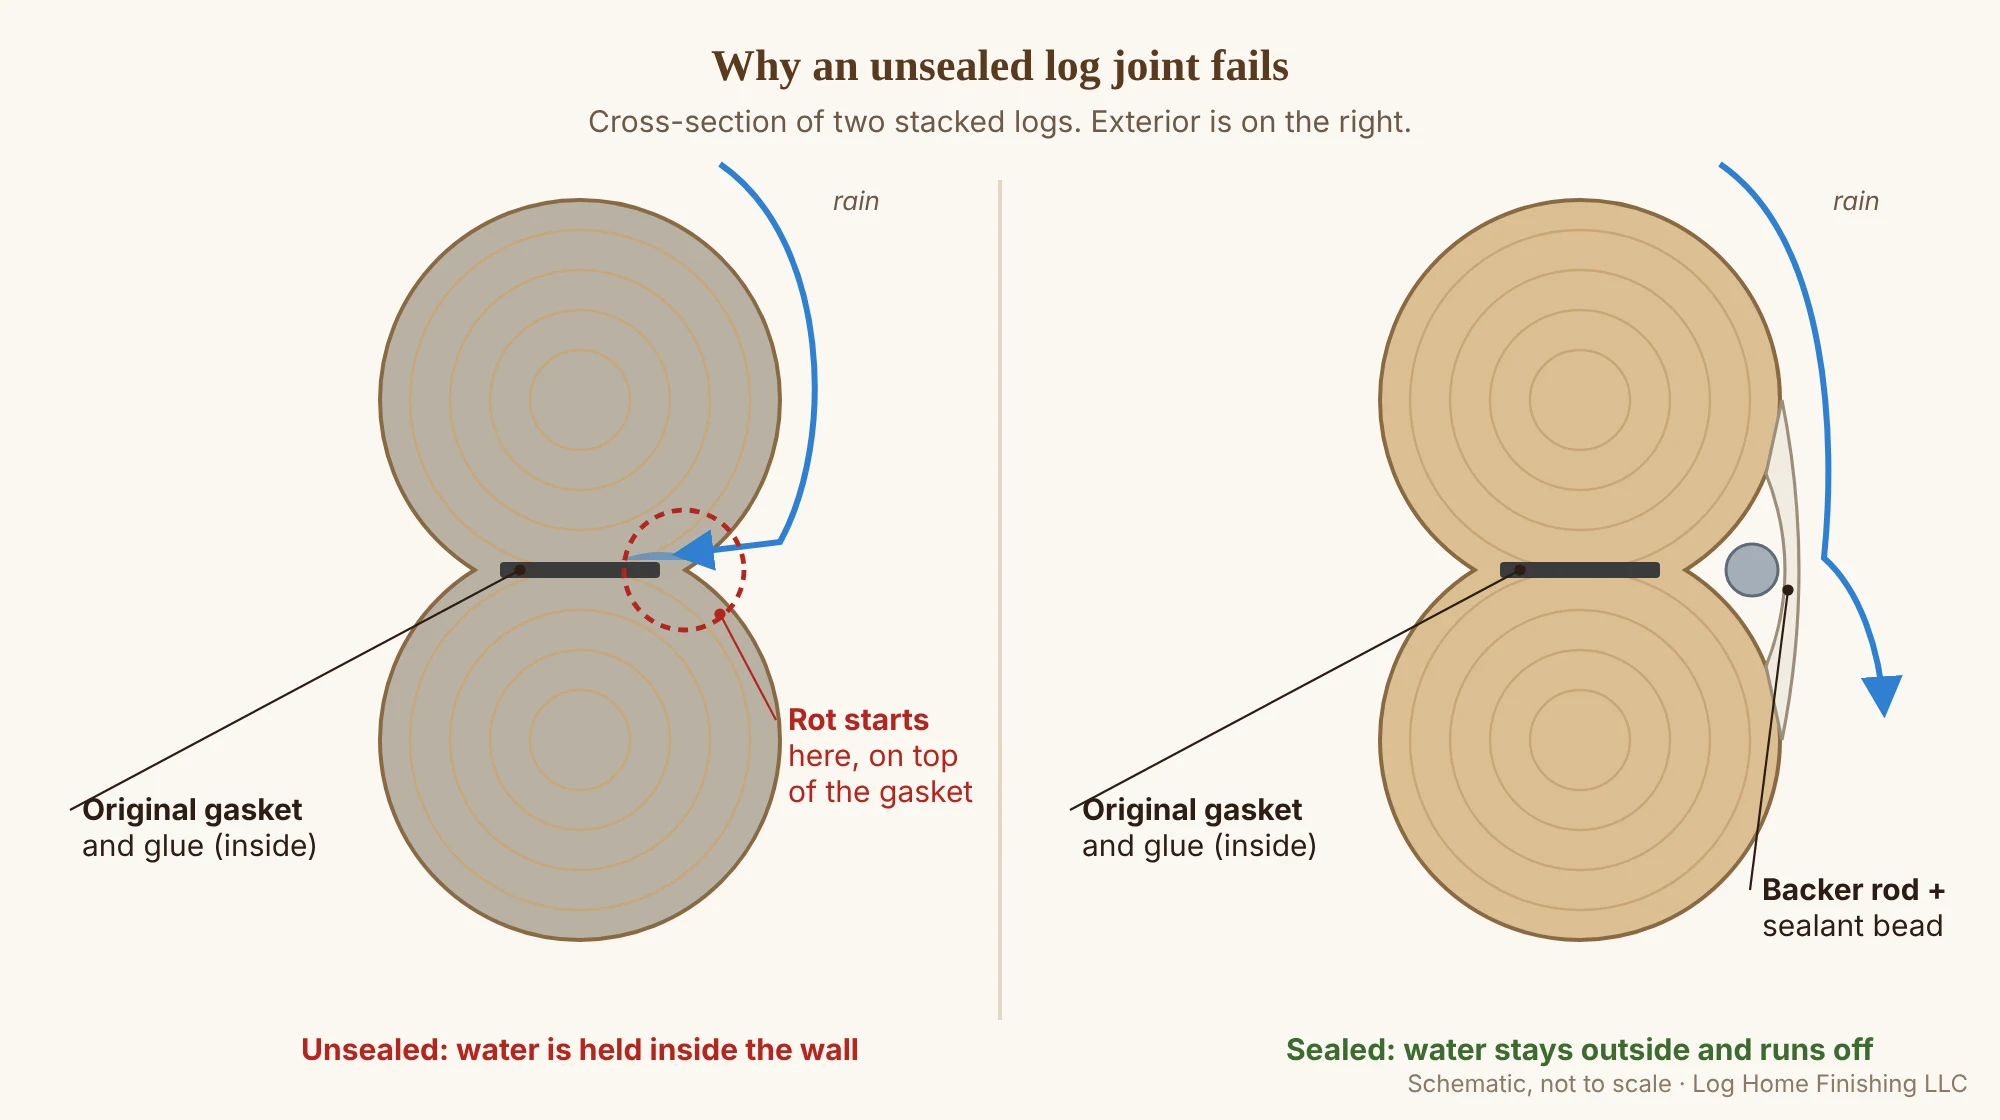 Why an unsealed log joint fails
Cross-section of two stacked logs. Exterior is on the right.
rain
Rot starts
here, on top
of the gasket
Original gasket
and glue (inside)
Unsealed: water is held inside the wall
rain
Original gasket
and glue (inside)
Backer rod +
sealant bead
Sealed: water stays outside and runs off
Schematic, not to scale · Log Home Finishing LLC